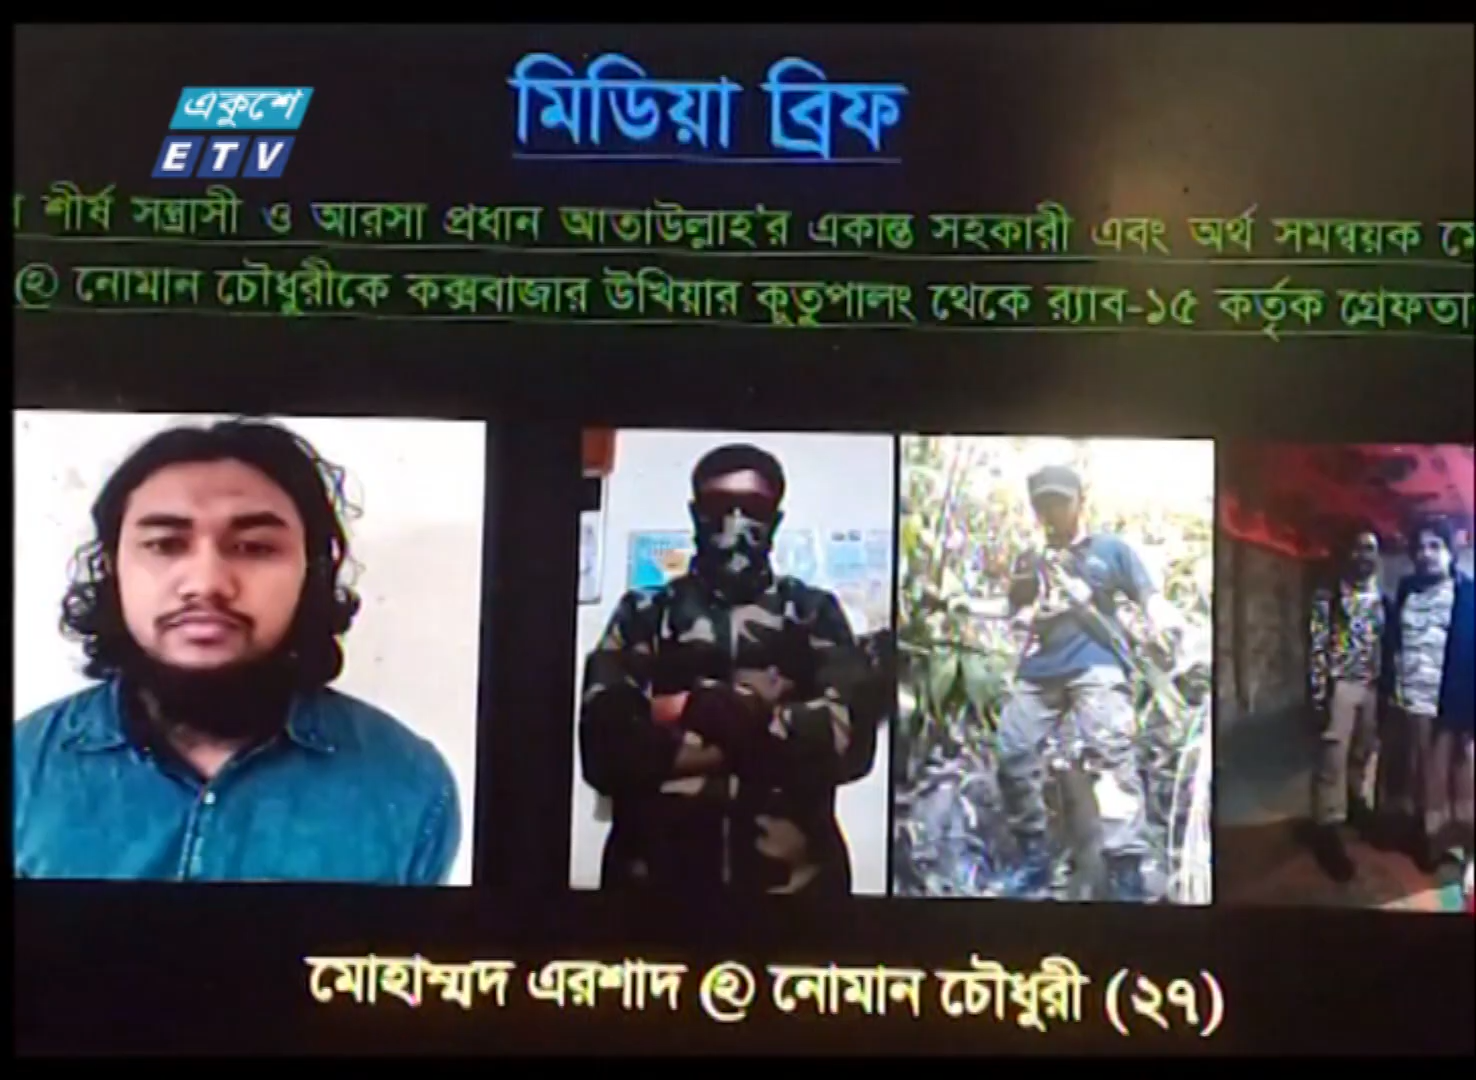 একুশে
ETV
মিডিয়া ব্রিফ
শীর্ষ সন্ত্রাসী ও আরসা প্রধান আতাউল্লাহ'র একান্ত সহকারী এবং অর্থ সমন্বয়ক
নোমান চৌধুরীকে কক্সবাজার উখিয়ার কুতুপালং থেকে র‍্যাব-১৫ কর্তৃক গ্রেফতা
মোহাম্মদ এরশাদ @ নোমান চৌধুরী (২৭)